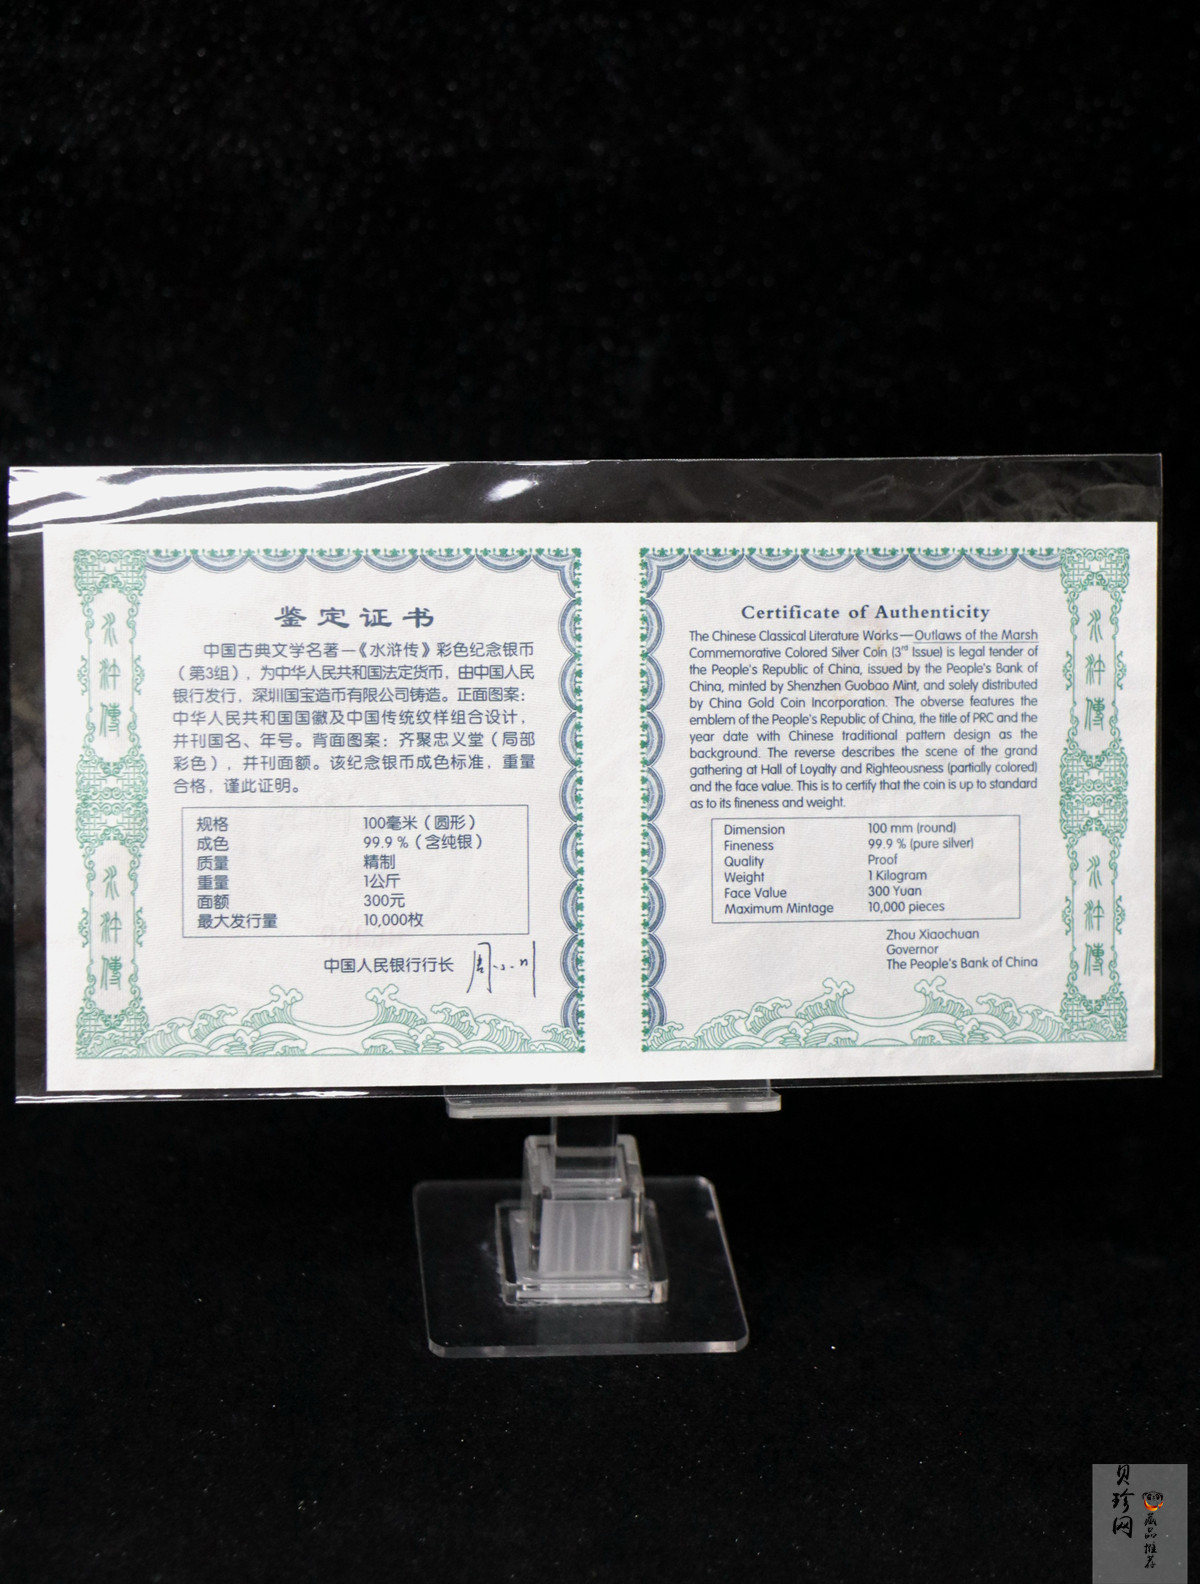 鉴定证书
中国古典文学名著—《水浒传》彩色纪念银币
（第3组），为中华人民共和国法定货币，由中国人民
银行发行，深圳国宝造币有限公司铸造。正面图案：
中华人民共和国国徽及中国传统纹样组合设计，
并刊国名、年号。背面图案：齐聚忠义堂（局部
彩色），并刊面额。该纪念银币成色标准，重量
合格，谨此证明。
规格 100毫米（圆形）
成色 99.9％（含纯银）
质量 精制
重量 1公斤
面额 300元
最大发行量 10,000枚
中国人民银行行长 周小川
水浒傳
水浒傳
Certificate of Authenticity
The Chinese Classical Literature Works—Outlaws of the Marsh
Commemorative Colored Silver Coin (3rd Issue) is legal tender of
the People's Republic of China, issued by the People's Bank of
China, minted by Shenzhen Guobao Mint, and solely distributed
by China Gold Coin Incorporation. The obverse features the
emblem of the People's Republic of China, the title of PRC and the
year date with Chinese traditional pattern design as the
background. The reverse describes the scene of the grand
gathering at Hall of Loyalty and Righteousness (partially colored)
and the face value. This is to certify that the coin is up to standard
as to its fineness and weight.
Dimension 100 mm (round)
Fineness 99.9 % (pure silver)
Quality Proof
Weight 1 Kilogram
Face Value 300 Yuan
Maximum Mintage 10,000 pieces
Zhou Xiaochuan
Governor
The People's Bank of China
水浒傳
水浒傳
贝珍网
藏品推荐